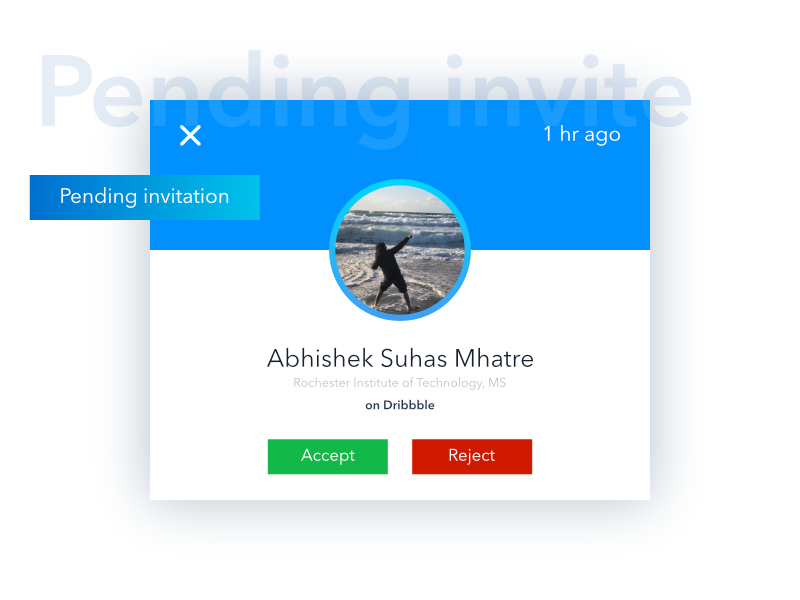 Pending invite
1 hr ago
Pending invitation
Abhishek Suhas Mhatre
Rochester Institute of Technology, MS
on Dribbble
Accept
Reject